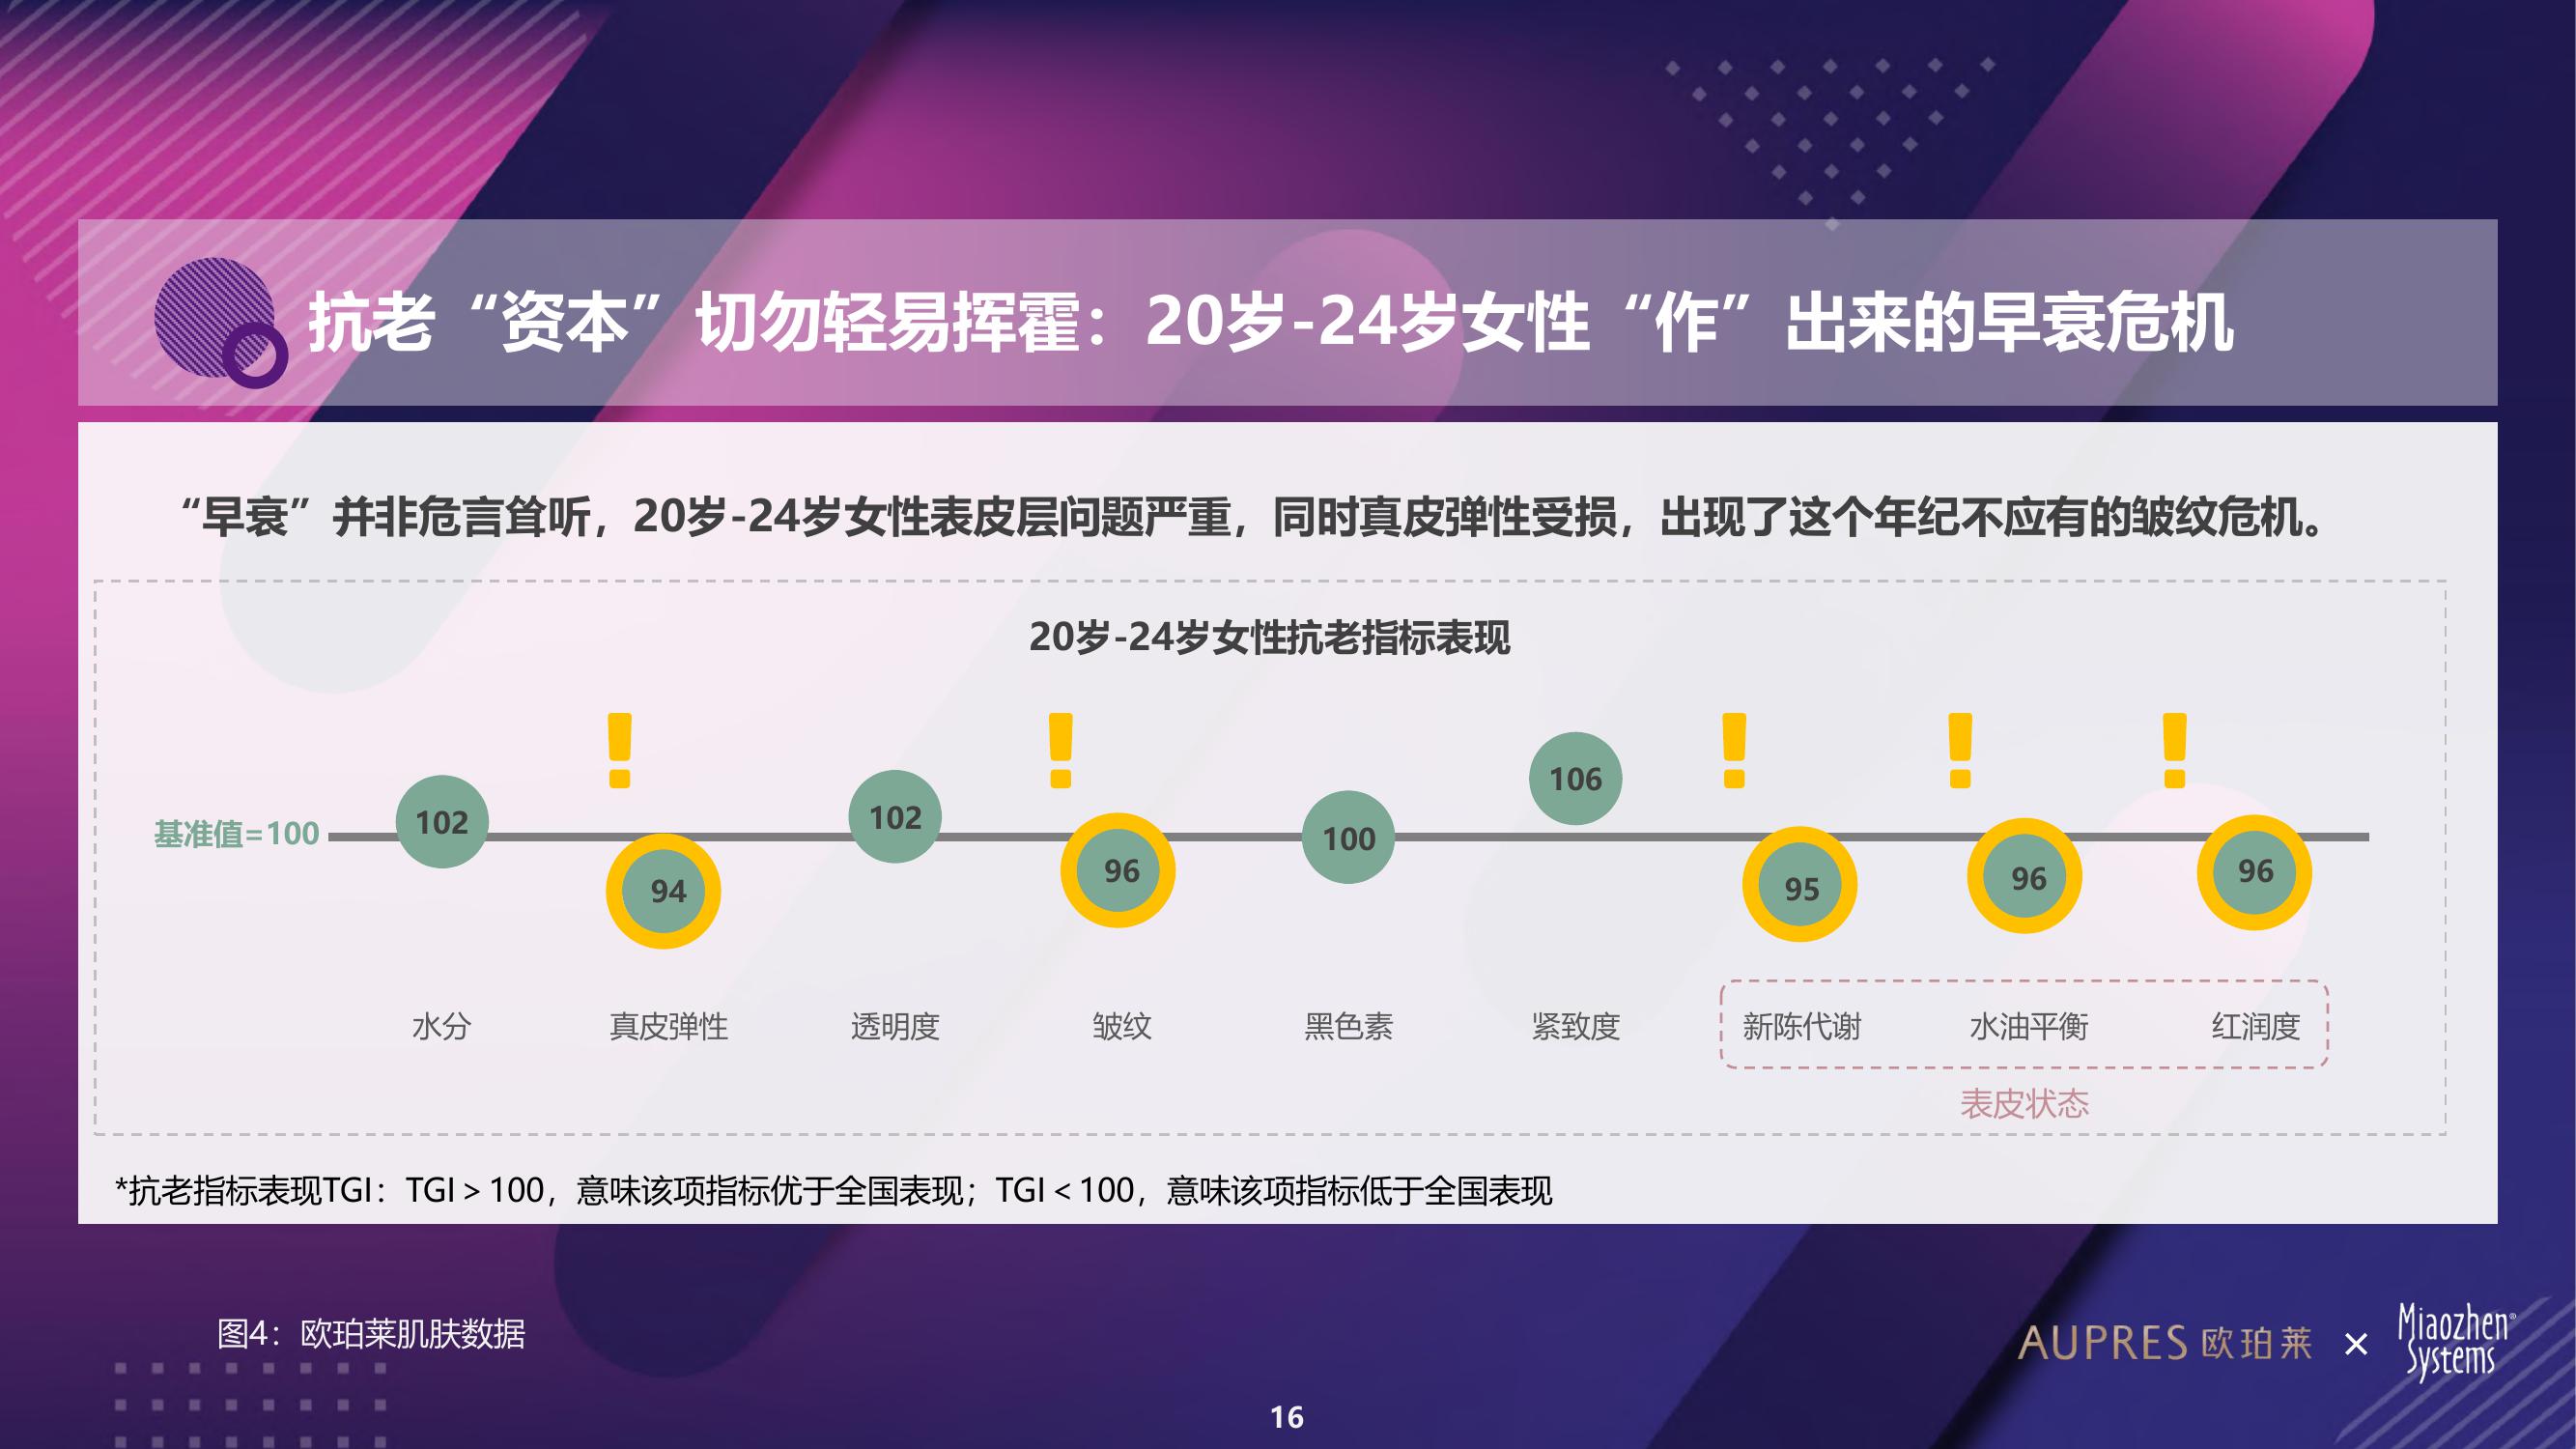 抗老“资本”切勿轻易挥霍：20岁-24岁女性“作”出来的早衰危机
“早衰”并非危言耸听，20岁-24岁女性表皮层问题严重，同时真皮弹性受损，出现了这个年纪不应有的皱纹危机。
20岁-24岁女性抗老指标表现
! ! ! ! !
基准值=100 102 94 102 96 100 106 95 96 96
水分 真皮弹性 透明度 皱纹 黑色素 紧致度 新陈代谢 水油平衡 红润度
表皮状态
*抗老指标表现TGI：TGI＞100，意味该项指标优于全国表现；TGI＜100，意味该项指标低于全国表现
图4：欧珀莱肌肤数据
AUPRES 欧珀莱 × Miaozhen® Systems
16